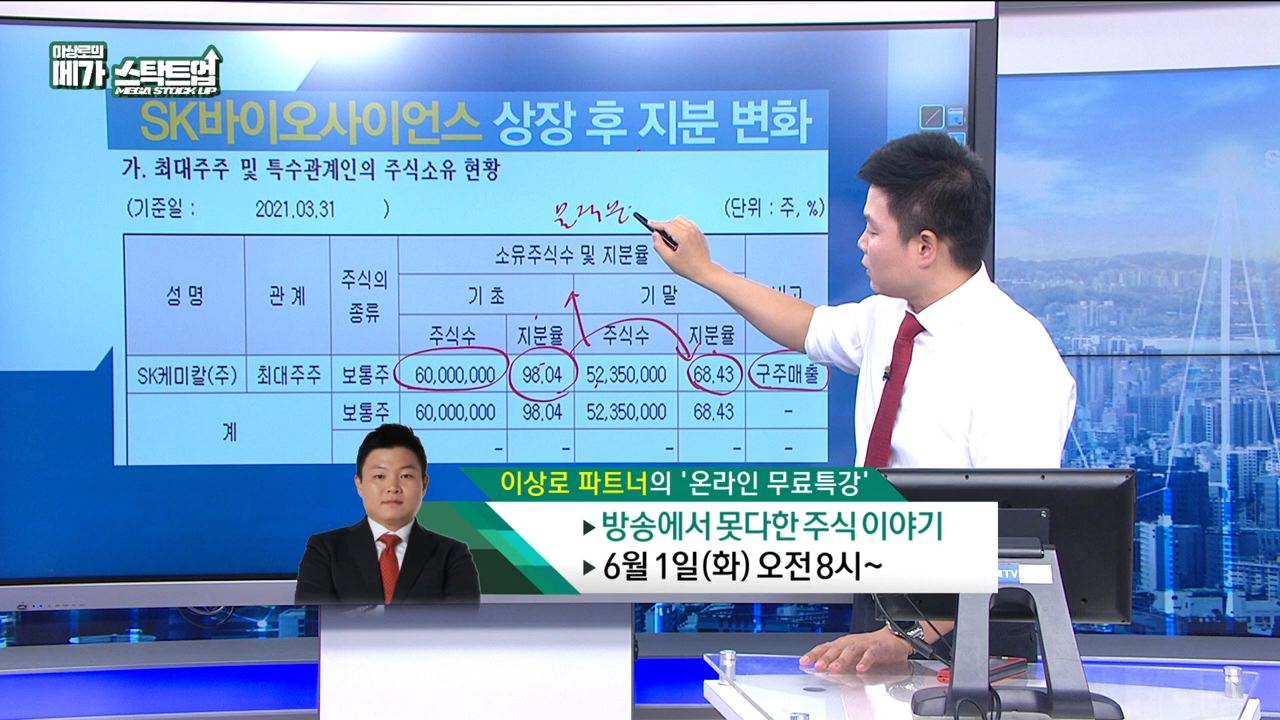 이상로의
메가 스탁트업
MEGA STOCK UP
SK바이오사이언스 상장 후 지분 변화
가. 최대주주 및 특수관계인의 주식소유 현황
(기준일 : 2021.03.31 ) (단위 : 주, %)
성 명 관 계 주식의 종류 소유주식수 및 지분율
기 초 기 말
주식수 지분율 주식수 지분율
SK케미칼(주) 최대주주 보통주 60,000,000 98.04 52,350,000 68.43 구주매출
계 보통주 60,000,000 98.04 52,350,000 68.43 -
- - - -
이상로 파트너의 '온라인 무료특강'
▶방송에서 못다한 주식 이야기
▶6월 1일(화) 오전 8시~
TV